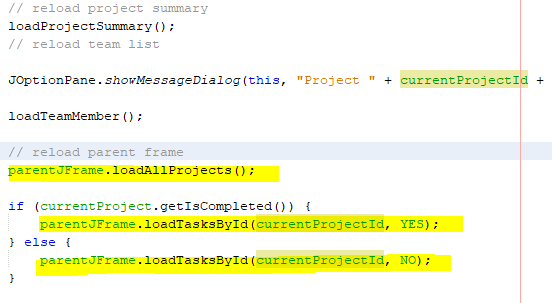 // reload project summary
loadProjectSummary();
// reload team list
JOptionPane.showMessageDialog(this, "Project " + currentProjectId +
loadTeamMember();
// reload parent frame
parentJFrame.loadAllProjects();
if (currentProject.getIsCompleted()) {
parentJFrame.loadTasksById(currentProjectId, YES);
} else {
parentJFrame.loadTasksById(currentProjectId, NO);
}